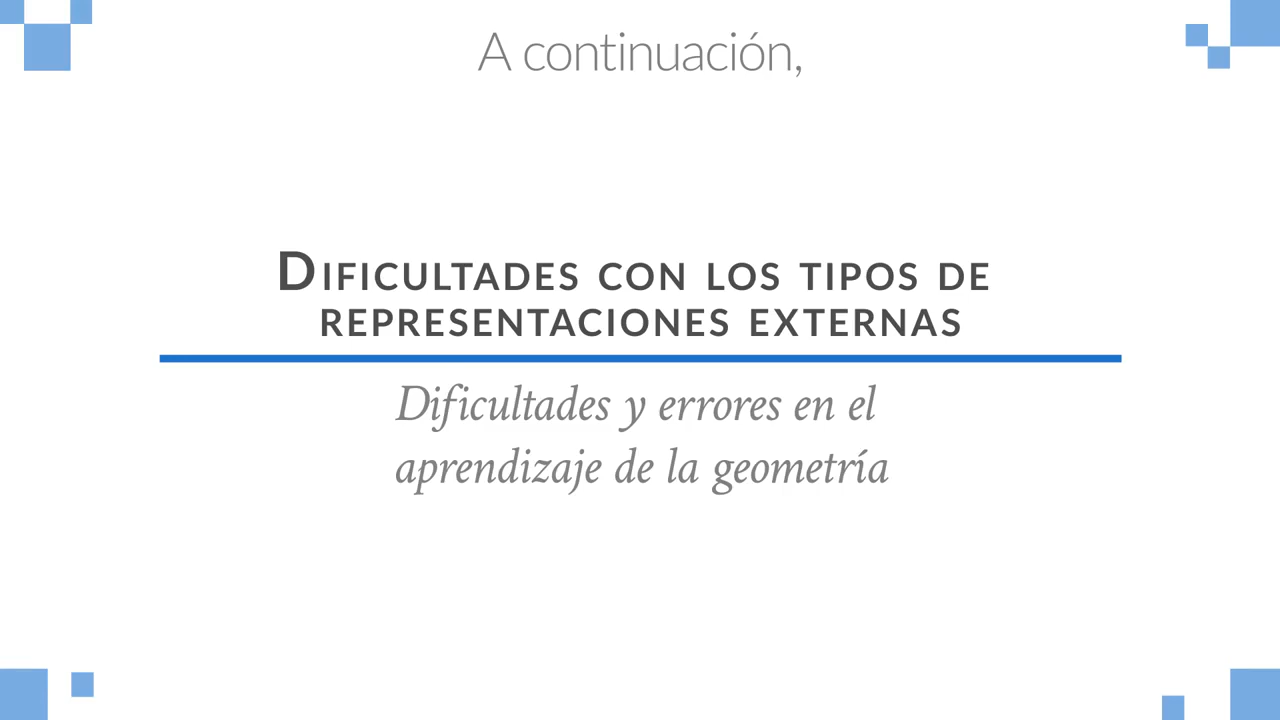 A continuación,
Dificultades con los tipos de
representaciones externas
Dificultades y errores en el
aprendizaje de la geometría